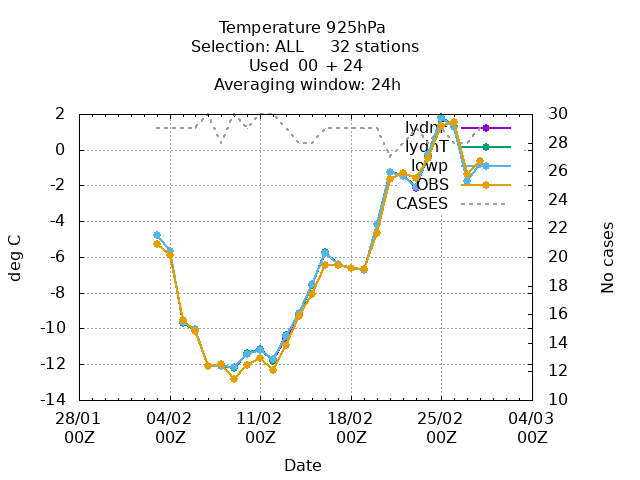 Temperature 925hPa
Selection: ALL 32 stations
Used 00 + 24
Averaging window: 24h
2
0
-2
-4
-6
-8
-10
-12
-14
30
28
26
24
22
20
18
16
14
12
10
deg C
No cases
lydnT
lowp
OBS
CASES
28/01 04/02 11/02 18/02 25/02 04/03
00Z 00Z 00Z 00Z 00Z 00Z
Date